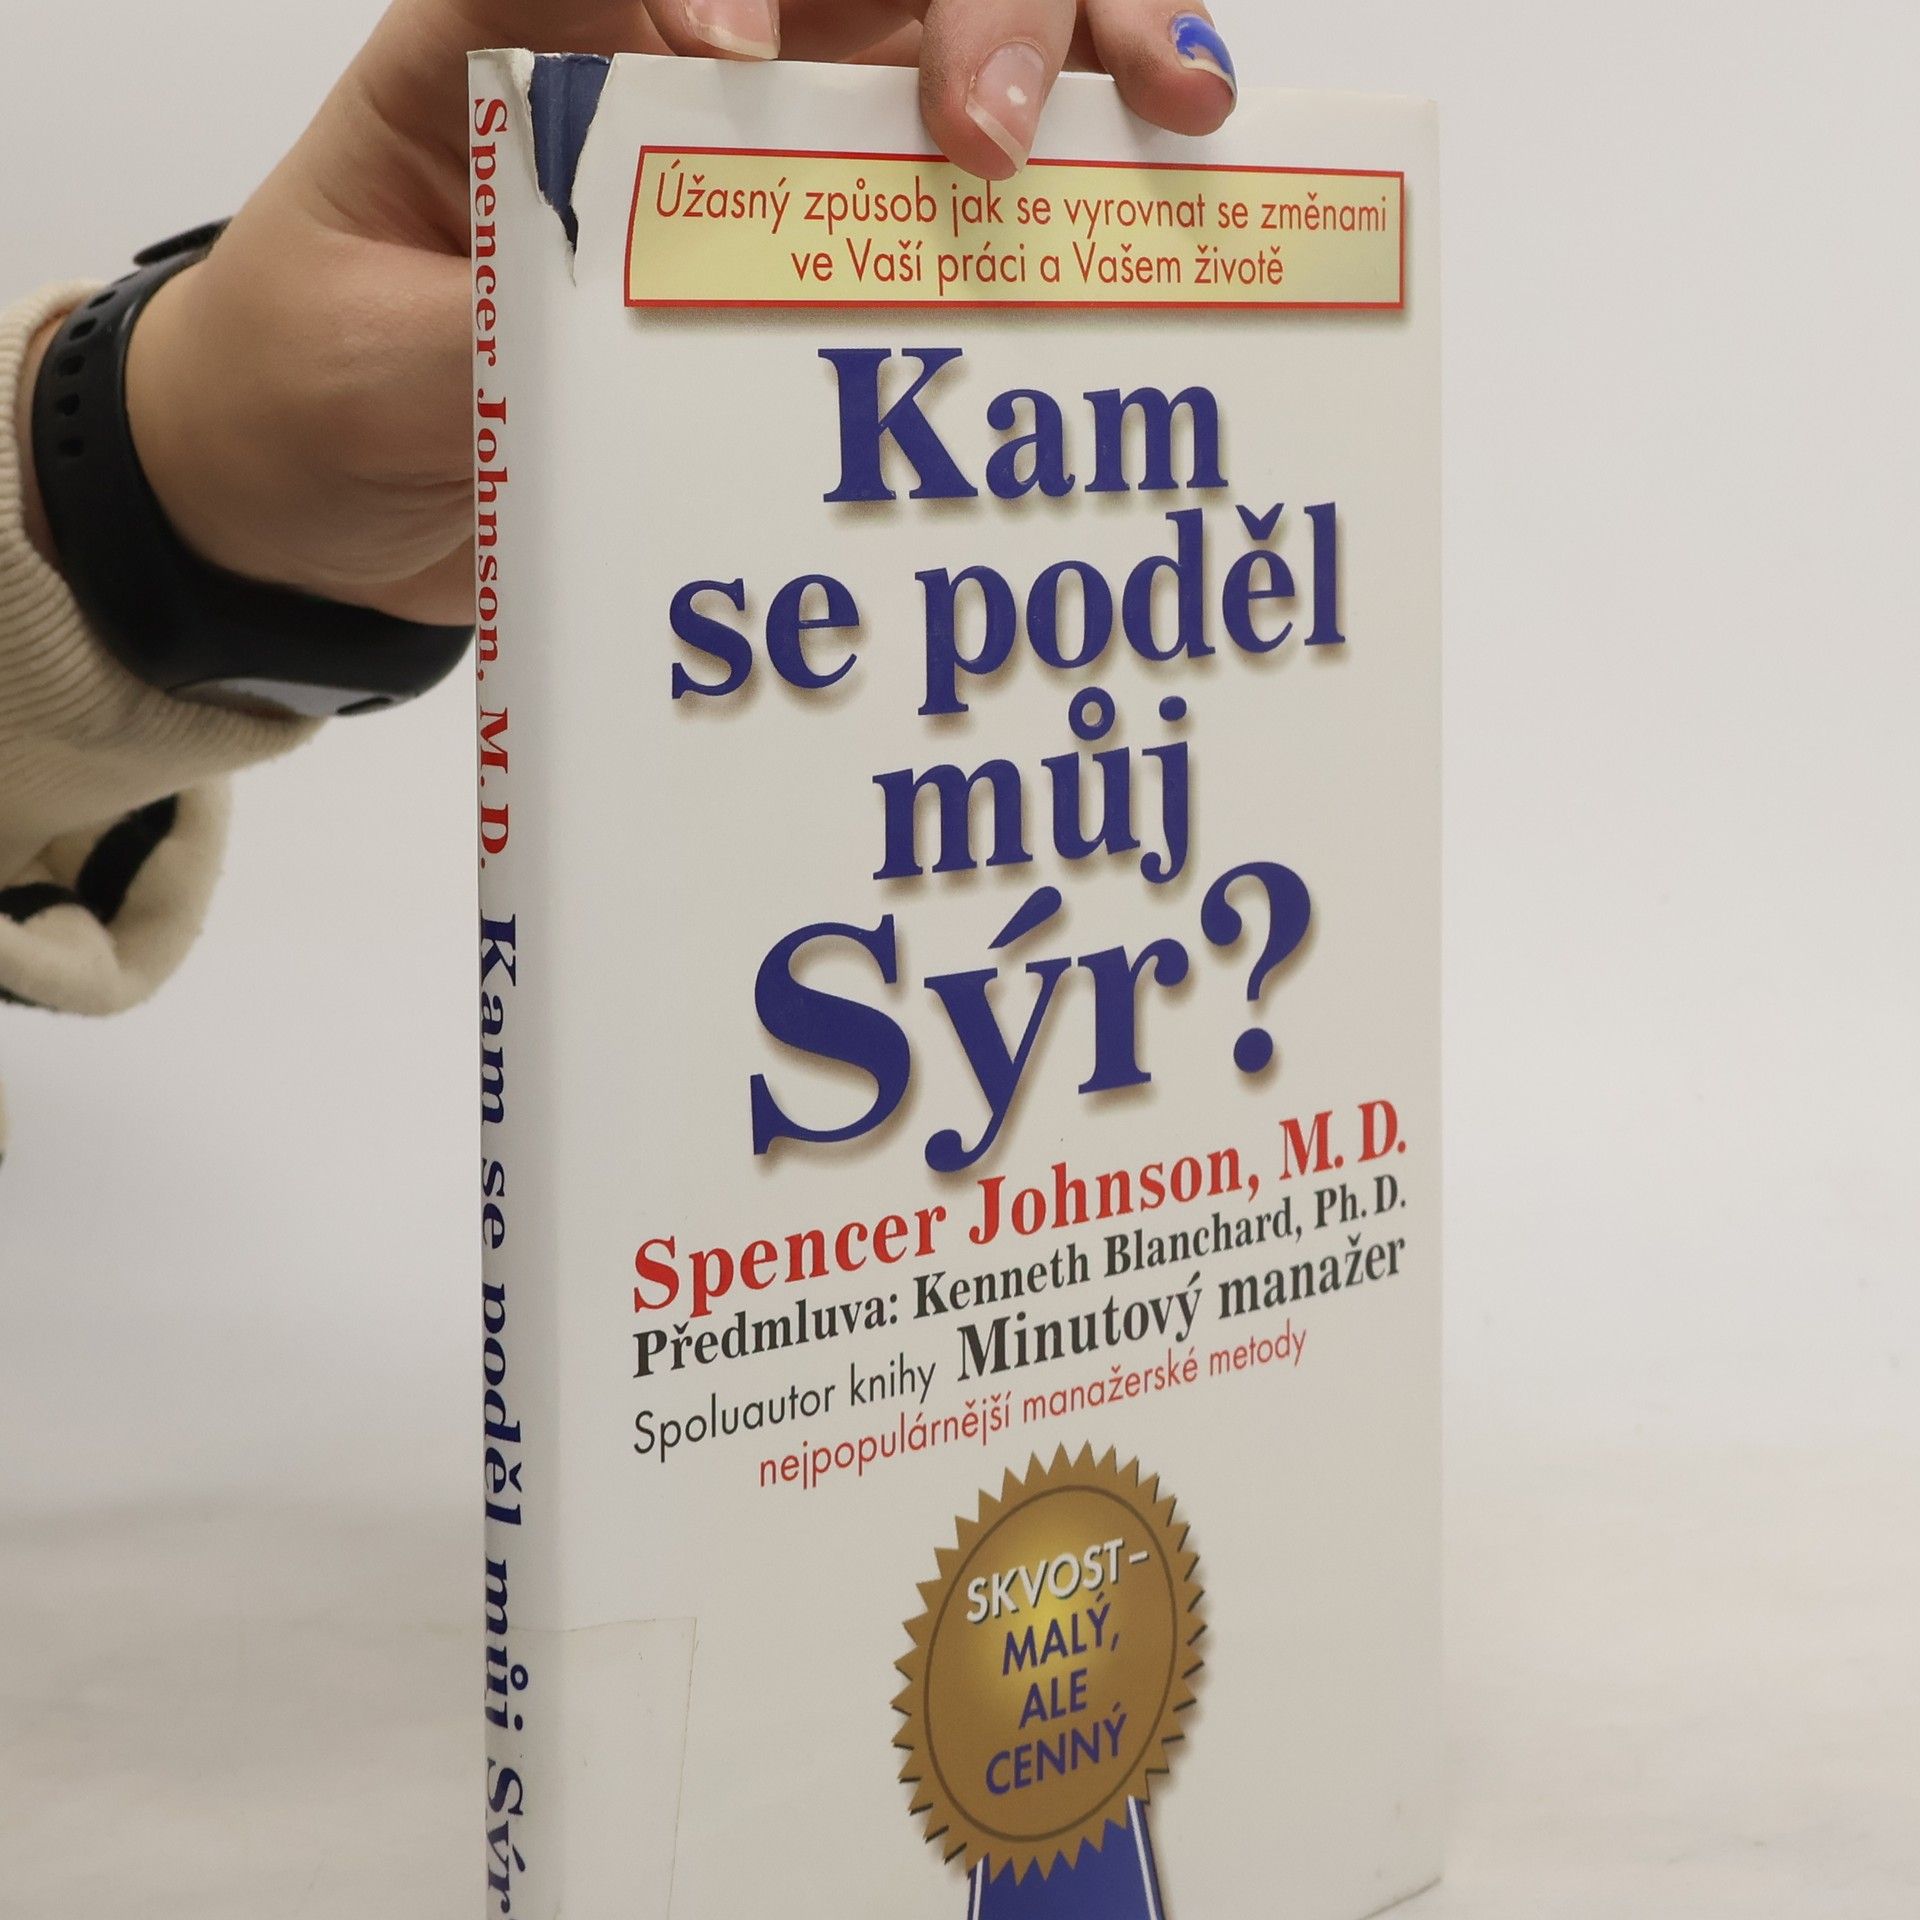 Spencer Johnson, M. D. Kam se poděl můj Sýr
Úžasný způsob jak se vyrovnat se změnami
ve Vaší práci a Vašem životě
Kam
se poděl
můj
Sýr?
Spencer Johnson, M. D.
Předmluva: Kenneth Blanchard, Ph. D.
Spoluautor knihy Minutový manažer
nejpopulárnější manažerské metody
SKVOST–
MALÝ,
ALE
CENNÝ